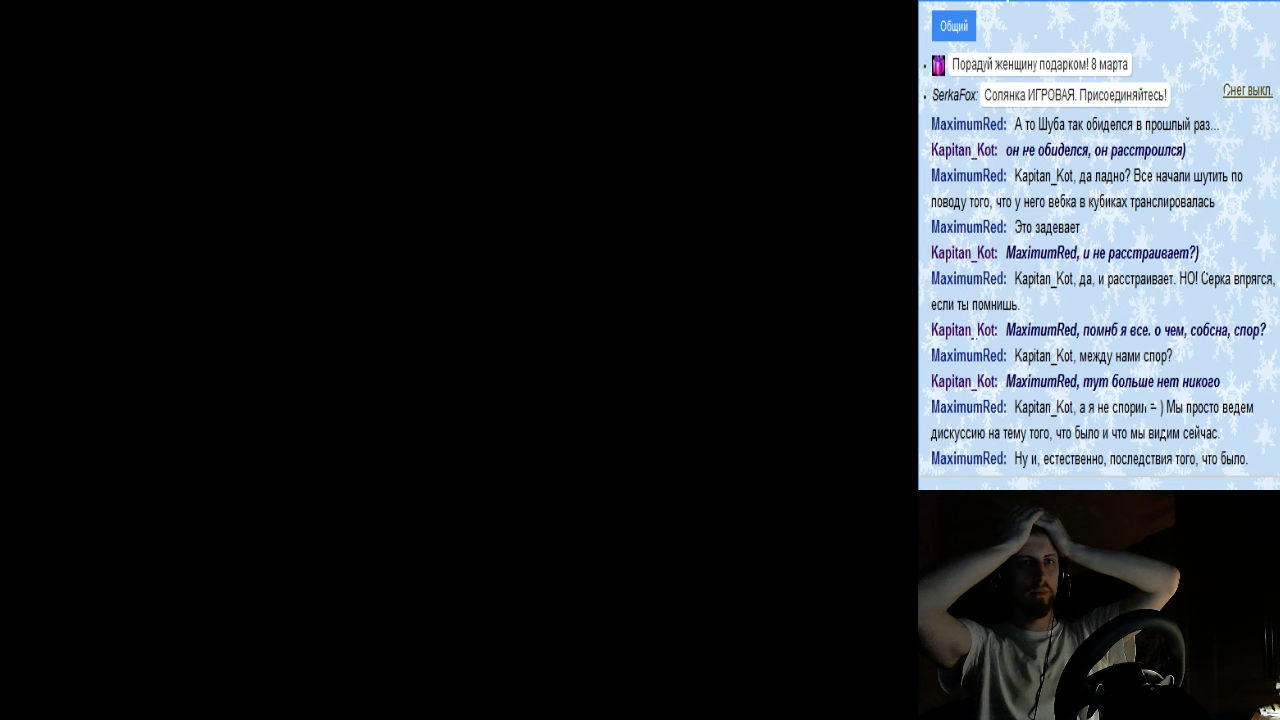 Общий
Порадуй женщину подарком! 8 марта
SerkaFox: Солянка ИГРОВАЯ. Присоединяйтесь!
Снег выкл.
MaximumRed: А то Шуба так обиделся в прошлый раз...
Kapitan_Kot: он не обиделся, он расстроился)
MaximumRed: Kapitan_Kot, да ладно? Все начали шутить по
поводу того, что у него вебка в кубиках транслировалась
MaximumRed: Это задевает
Kapitan_Kot: MaximumRed, и не расстраивает?)
MaximumRed: Kapitan_Kot, да, и расстраивает. НО! Серка впрягся,
если ты помнишь.
Kapitan_Kot: MaximumRed, помнб я все. о чем, собсна, спор?
MaximumRed: Kapitan_Kot, между нами спор?
Kapitan_Kot: MaximumRed, тут больше нет никого
MaximumRed: Kapitan_Kot, а я не спорил = ) Мы просто ведем
дискуссию на тему того, что было и что мы видим сейчас.
MaximumRed: Ну и, естественно, последствия того, что было.